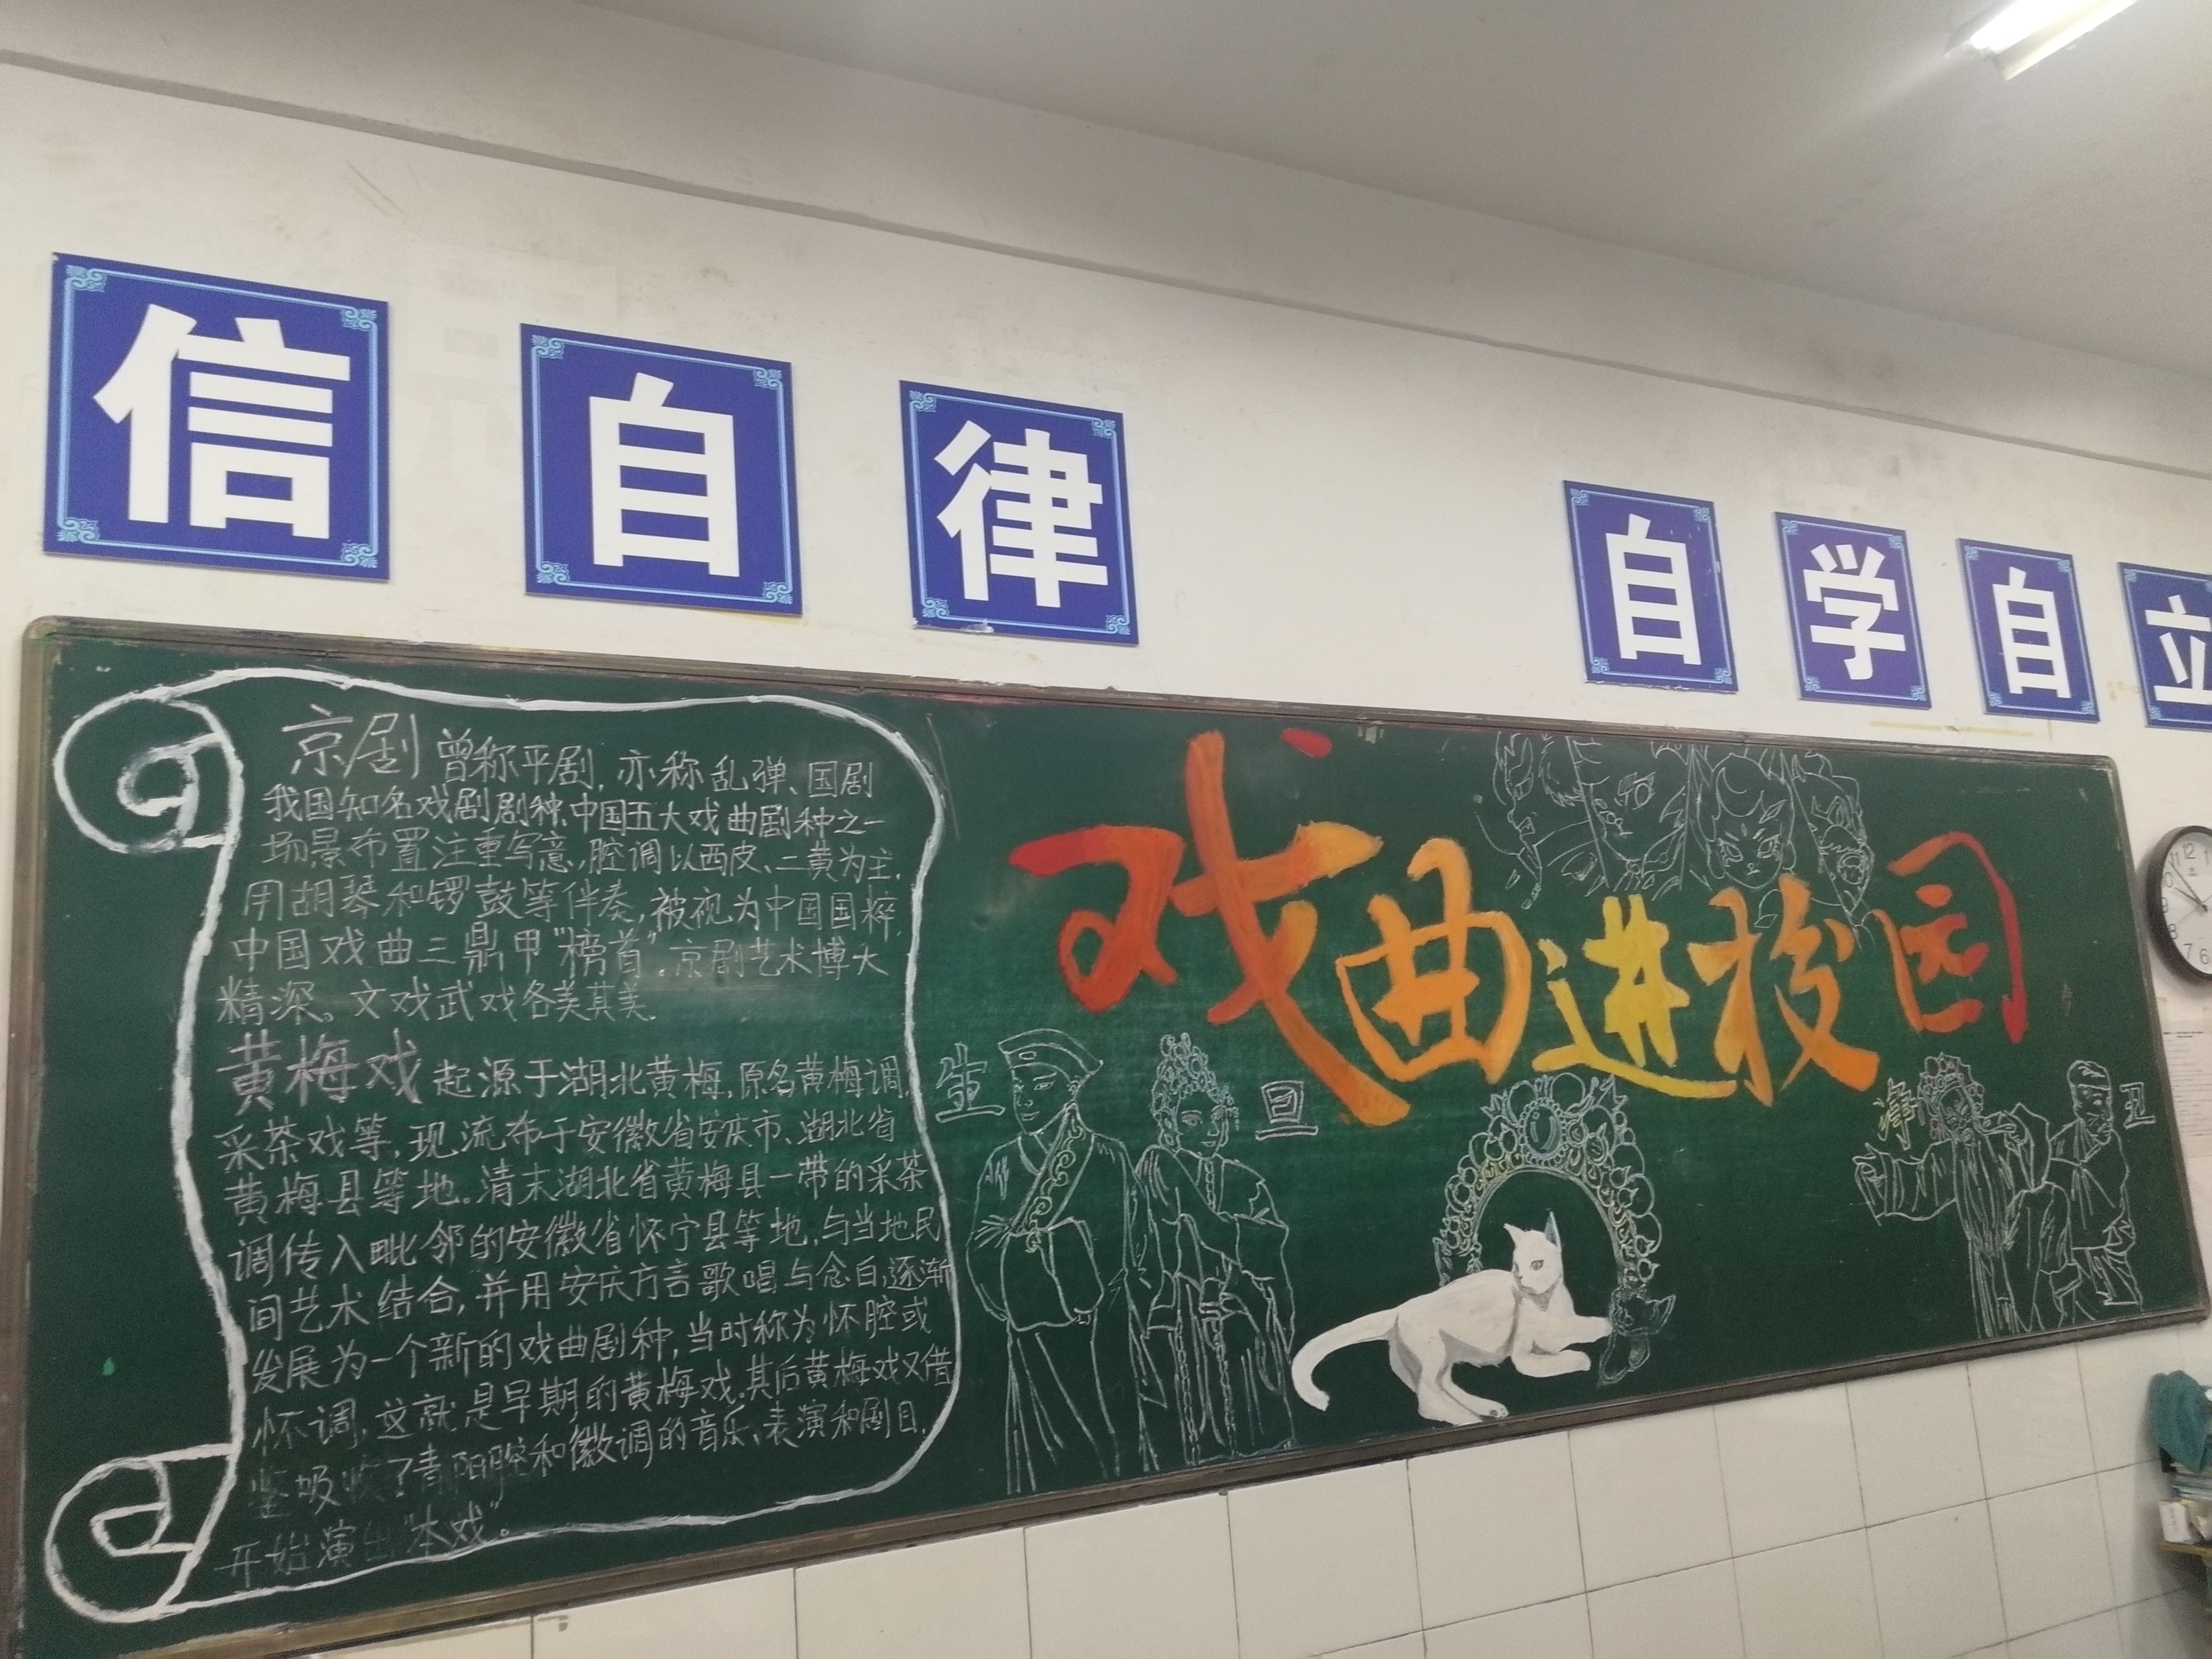 信 自 律 自 学 自 立
京剧 曾称平剧,亦称乱弹、国剧
我国知名戏剧剧种,中国五大戏曲剧种之一
场景布置注重写意,腔调以西皮、二黄为主,
用胡琴和锣鼓等伴奏,被视为中国国粹,
中国戏曲三鼎甲"榜首".京剧艺术博大
精深。文戏武戏各美其美.
黄梅戏 起源于湖北黄梅,原名黄梅调,
采茶戏等,现流布于安徽省安庆市、湖北省
黄梅县等地。清末湖北省黄梅县一带的采茶
调传入毗邻的安徽省怀宁县等地,与当地民
间艺术结合,并用安庆方言歌唱与念白,逐渐
发展为一个新的戏曲剧种,当时称为怀腔或
怀调,这就是早期的黄梅戏.其后黄梅戏又借
吸收了青阳腔和徽调的音乐、表演和剧目,
开始演出"本戏"。
戏曲进校园
生
旦
净
丑
11 12 1
10
9
8
7 6